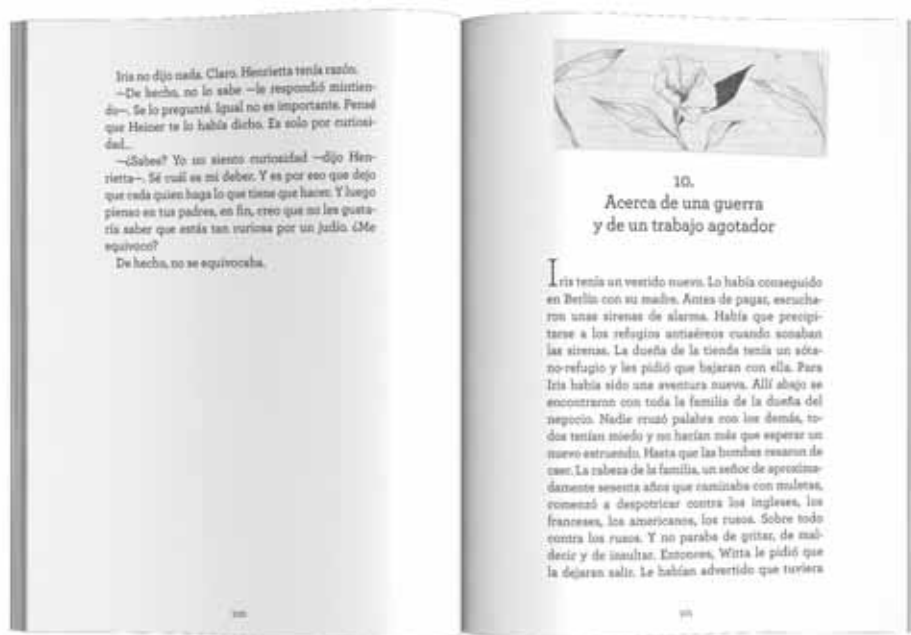 Iris no dijo nada. Claro. Henrietta tenía razón.
—De hecho, no lo sabe —le respondió mintien-
do—. Se lo pregunté. Igual no es importante. Pensé
que Heiner te lo había dicho. Es solo por curiosi-
dad...
—¿Sabes? Yo no siento curiosidad —dijo Hen-
rietta—. Sé cuál es mi deber. Y es por eso que dejo
que cada quien haga lo que tiene que hacer. Y luego
pienso en tus padres, en fin, creo que no les gusta-
ría saber que estás tan curiosa por un judío. ¿Me
equivoco?
De hecho, no se equivocaba.
10.
Acerca de una guerra
y de un trabajo agotador
Iris tenía un vestido nuevo. Lo había conseguido
en Berlín con su madre. Antes de pagar, escucha-
ron unas sirenas de alarma. Había que precipi-
tarse a los refugios antiaéreos cuando sonaban
las sirenas. La dueña de la tienda tenía un sóta-
no-refugio y les pidió que bajaran con ella. Para
Iris había sido una aventura nueva. Allí abajo se
encontraron con toda la familia de la dueña del
negocio. Nadie cruzó palabra con los demás, to-
dos tenían miedo y no hacían más que esperar un
nuevo estruendo. Hasta que las bombas cesaron de
caer. La cabeza de la familia, un señor de aproxima-
damente sesenta años que caminaba con muletas,
comenzó a despotricar contra los ingleses, los
franceses, los americanos, los rusos. Sobre todo
contra los rusos. Y no paraba de gritar, de mal-
decir y de insultar. Entonces, Witta le pidió que
la dejaran salir. Le habían advertido que tuviera